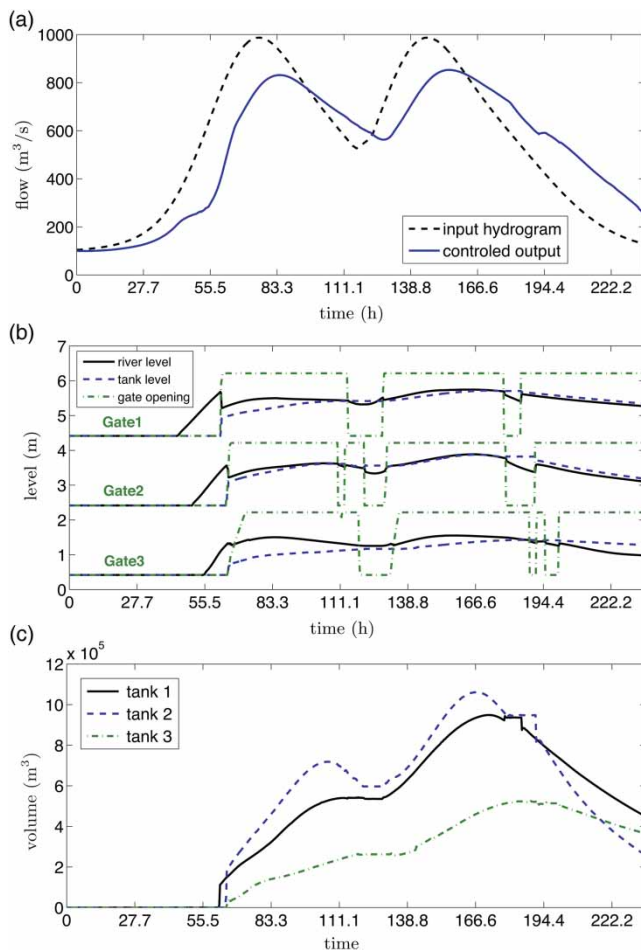 (a)
1000
800
600
400
200
0
flow (m³/s)
input hydrogram
controled output
0 27.7 55.5 83.3 111.1 138.8 166.6 194.4 222.2
time (h)
(b)
7
6
5
4
3
2
1
0
level (m)
river level
tank level
gate opening
Gate1
Gate2
Gate3
0 27.7 55.5 83.3 111.1 138.8 166.6 194.4 222.2
time (h)
(c)
x 10⁵
12
10
8
6
4
2
0
volume (m³)
tank 1
tank 2
tank 3
0 27.7 55.5 83.3 111.1 138.8 166.6 194.4 222.2
time